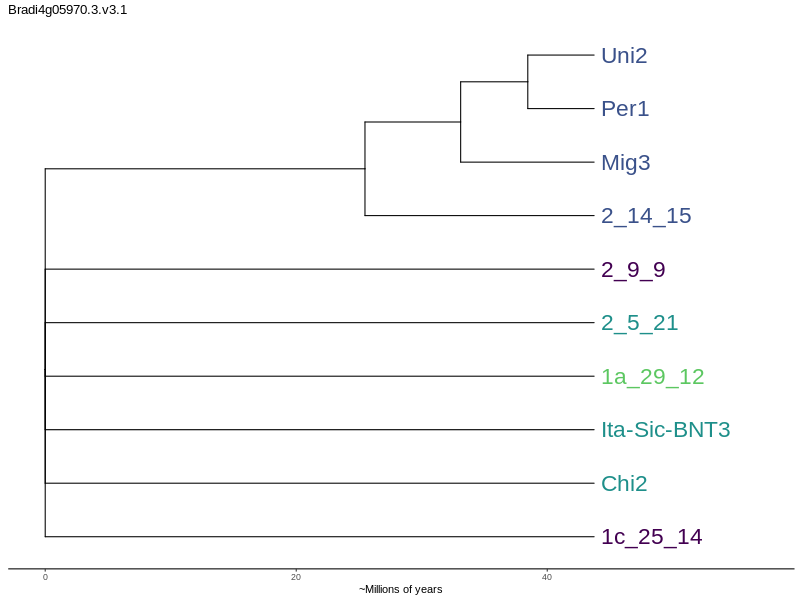 Bradi4g05970.3.v3.1
Uni2
Per1
Mig3
2_14_15
2_9_9
2_5_21
1a_29_12
Ita-Sic-BNT3
Chi2
1c_25_14
0 20 40
~Millions of years